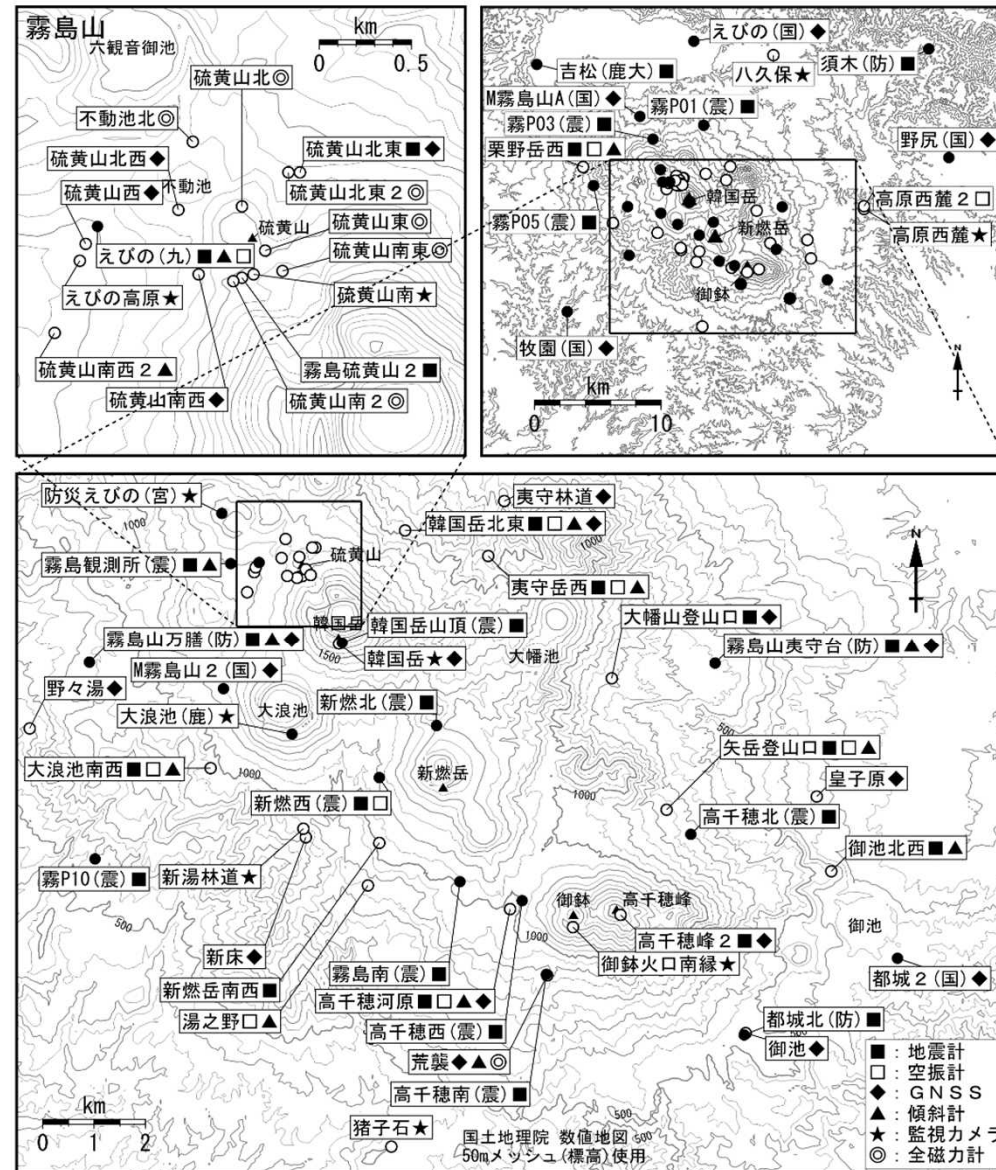 霧島山
六観音御池
km
0 0.5
硫黄山北◎
不動池北◎
硫黄山北西◆
不動池
硫黄山西◆
硫黄山北東■◆
硫黄山北東2◎
硫黄山東◎
硫黄山
硫黄山南東◎
えびの(九)■▲□
えびの高原★
硫黄山南★
硫黄山南西2▲
霧島硫黄山2■
硫黄山南西◆
硫黄山南2◎
えびの(国)◆
吉松(鹿大)■
八久保★
須木(防)■
M霧島山A(国)◆
霧P01(震)■
霧P03(震)■
野尻(国)◆
栗野岳西■□▲
韓国岳
新燃岳
高原西麓2□
高原西麓★
霧P05(震)■
御鉢
牧園(国)◆
km
0 10
N
防災えびの(宮)★
1000
夷守林道◆
韓国岳北東■□▲◆
1000
霧島観測所(震)■▲
硫黄山
夷守岳西■□▲
N
韓国岳
韓国岳山頂(震)■
大幡山登山口■◆
1500
韓国岳★◆
大幡池
霧島山万膳(防)■▲◆
霧島山夷守台(防)■▲◆
M霧島山2(国)◆
野々湯◆
大浪池
新燃北(震)■
500
大浪池(鹿)★
矢岳登山口■□▲
大浪池南西■□▲
1000
新燃岳
皇子原◆
新燃西(震)■□
1000
高千穂北(震)■
霧P10(震)■
新湯林道★
御池北西■▲
500
御鉢
高千穂峰
御池
1000
新床◆
霧島南(震)■
高千穂峰2■◆
新燃岳南西■
高千穂河原■□▲◆
御鉢火口南縁★
都城2(国)◆
湯之野□▲
高千穂西(震)■
都城北(防)■
荒襲◆▲◎
御池◆
高千穂南(震)■
500
km
0 1 2
猪子石★
国土地理院 数値地図
50mメッシュ(標高)使用
500
■:地震計
□:空振計
◆:GNSS
▲:傾斜計
★:監視カメラ
◎:全磁力計